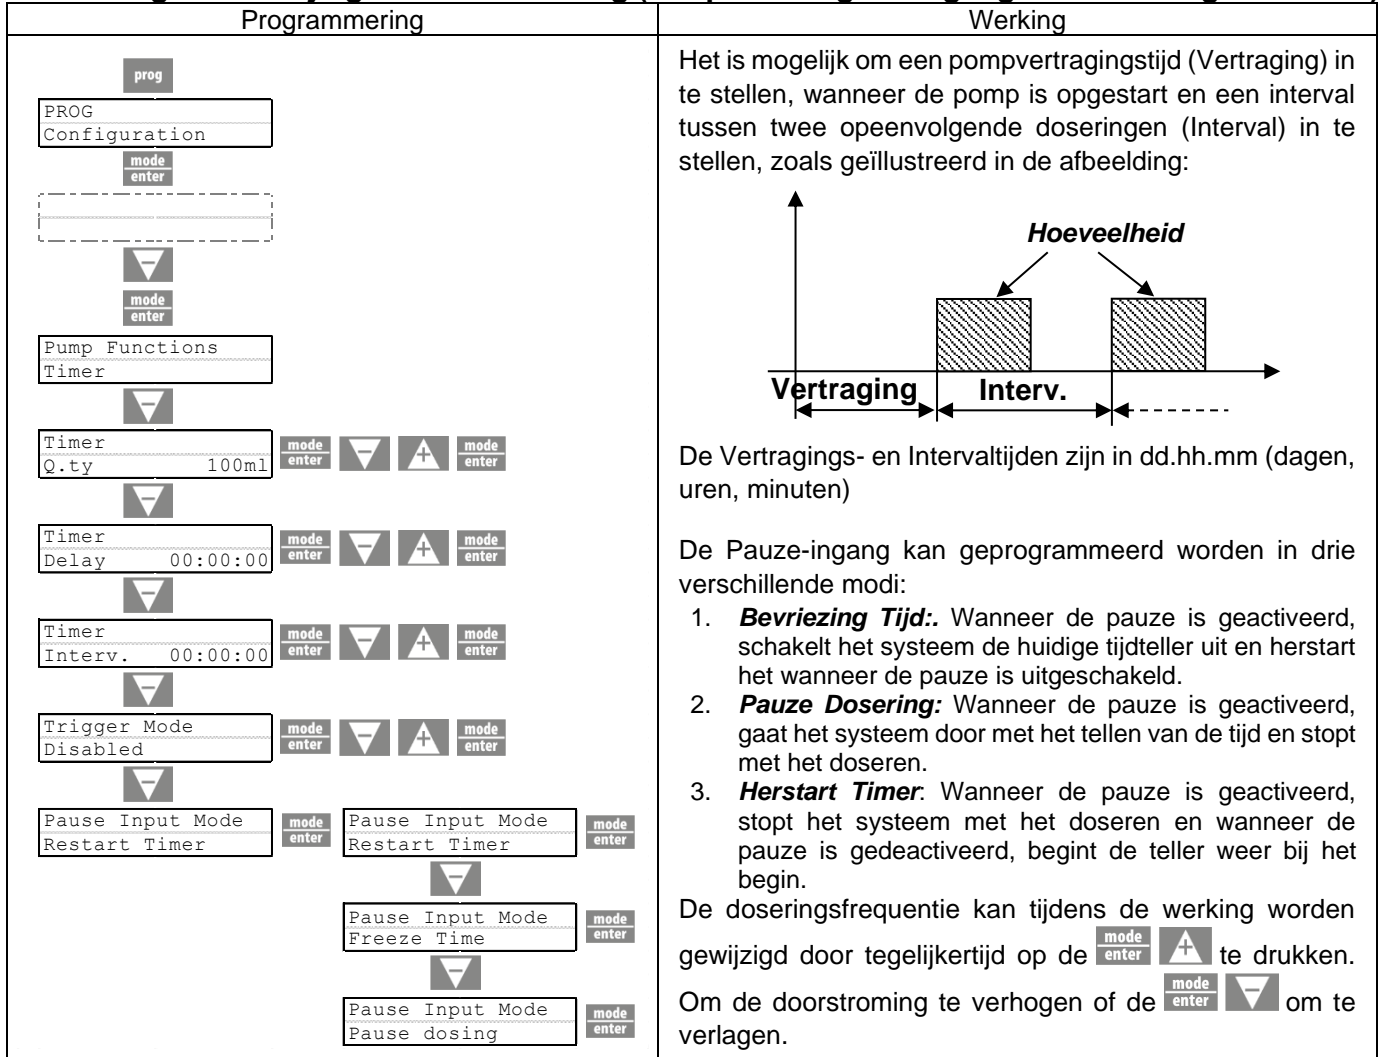 Programmering
Werking
prog
PROG
Configuration
mode
enter
mode
enter
Pump Functions
Timer
Timer
Q.ty 100ml
mode
enter
+
mode
enter
Timer
Delay 00:00:00
mode
enter
+
mode
enter
Timer
Interv. 00:00:00
mode
enter
+
mode
enter
Trigger Mode
Disabled
mode
enter
+
mode
enter
Pause Input Mode
Restart Timer
mode
enter
Pause Input Mode
Restart Timer
mode
enter
Pause Input Mode
Freeze Time
mode
enter
Pause Input Mode
Pause dosing
mode
enter
Het is mogelijk om een pompvertragingstijd (Vertraging) in
te stellen, wanneer de pomp is opgestart en een interval
tussen twee opeenvolgende doseringen (Interval) in te
stellen, zoals geïllustreerd in de afbeelding:
Hoeveelheid
Vertraging
Interv.
De Vertragings- en Intervaltijden zijn in dd.hh.mm (dagen,
uren, minuten)
De Pauze-ingang kan geprogrammeerd worden in drie
verschillende modi:
1. Bevriezing Tijd:. Wanneer de pauze is geactiveerd,
schakelt het systeem de huidige tijdteller uit en herstart
het wanneer de pauze is uitgeschakeld.
2. Pauze Dosering: Wanneer de pauze is geactiveerd,
gaat het systeem door met het tellen van de tijd en stopt
met het doseren.
3. Herstart Timer: Wanneer de pauze is geactiveerd,
stopt het systeem met het doseren en wanneer de
pauze is gedeactiveerd, begint de teller weer bij het
begin.
De doseringsfrequentie kan tijdens de werking worden
gewijzigd door tegelijkertijd op de mode enter + te drukken.
Om de doorstroming te verhogen of de mode enter − om te
verlagen.